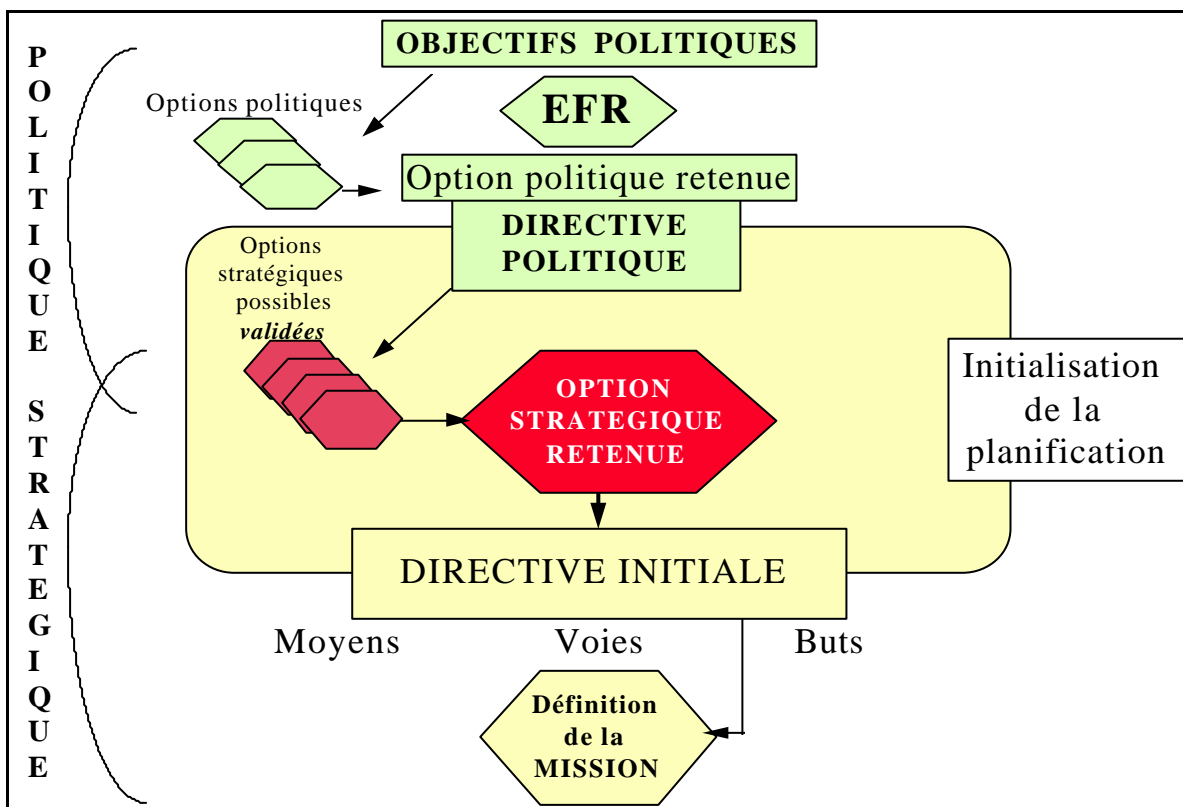 POLITIQUE STRATEGIQUE
OBJECTIFS POLITIQUES
Options politiques
EFR
Option politique retenue
DIRECTIVE
POLITIQUE
Options
stratégiques
possibles
validées
OPTION
STRATEGIQUE
RETENUE
Initialisation
de la
planification
DIRECTIVE INITIALE
Moyens Voies Buts
Définition
de la
MISSION